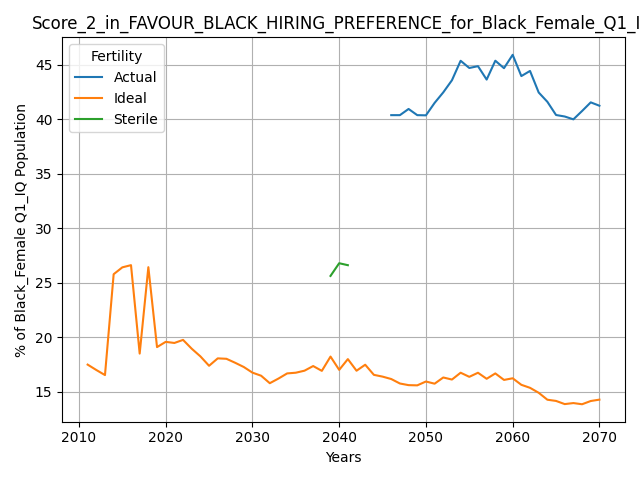 Score_2_in_FAVOUR_BLACK_HIRING_PREFERENCE_for_Black_Female_Q1_I
Fertility
Actual
Ideal
Sterile
% of Black_Female Q1_IQ Population
45
40
35
30
25
20
15
2010 2020 2030 2040 2050 2060 2070
Years